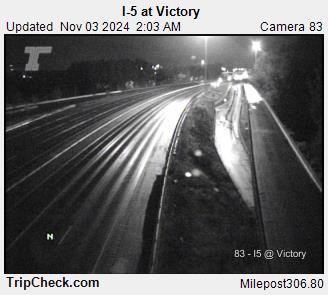 I-5 at Victory
Updated Nov 03 2024 2:03 AM Camera 83
T
N
83 - I5 @ Victory
TripCheck.com Milepost306.80